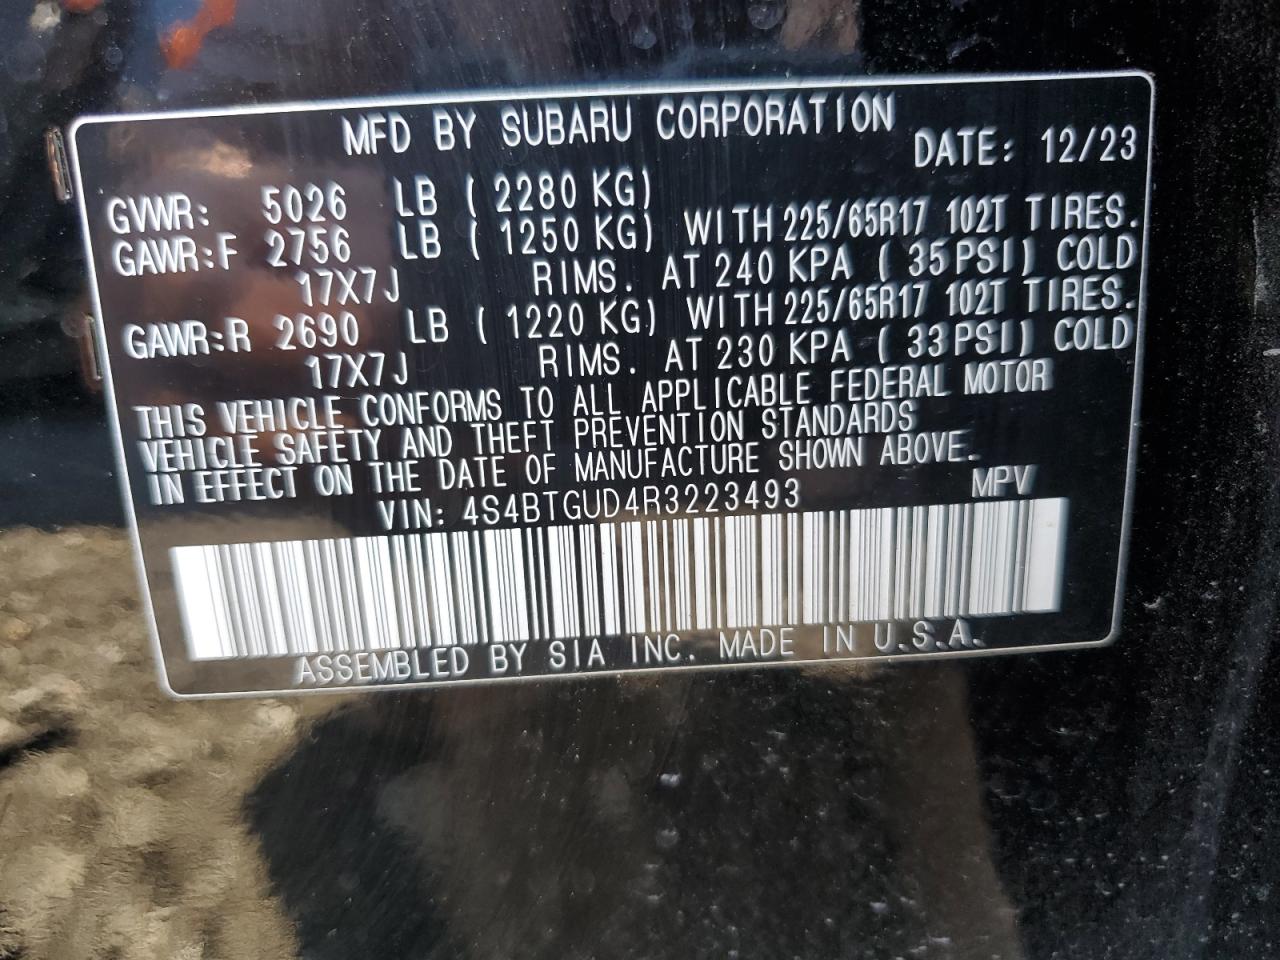 MFD BY SUBARU CORPORATION
DATE: 12/23
GVWR: 5026 LB ( 2280 KG)
GAWR:F 2756 LB ( 1250 KG) WITH 225/65R17 102T TIRES.
17X7J RIMS. AT 240 KPA ( 35PSI) COLD
GAWR:R 2690 LB ( 1220 KG) WITH 225/65R17 102T TIRES.
17X7J RIMS. AT 230 KPA ( 33PSI) COLD
THIS VEHICLE CONFORMS TO ALL APPLICABLE FEDERAL MOTOR
VEHICLE SAFETY AND THEFT PREVENTION STANDARDS
IN EFFECT ON THE DATE OF MANUFACTURE SHOWN ABOVE.
VIN: 4S4BTGUD4R3223493 MPV
ASSEMBLED BY SIA INC. MADE IN U.S.A.